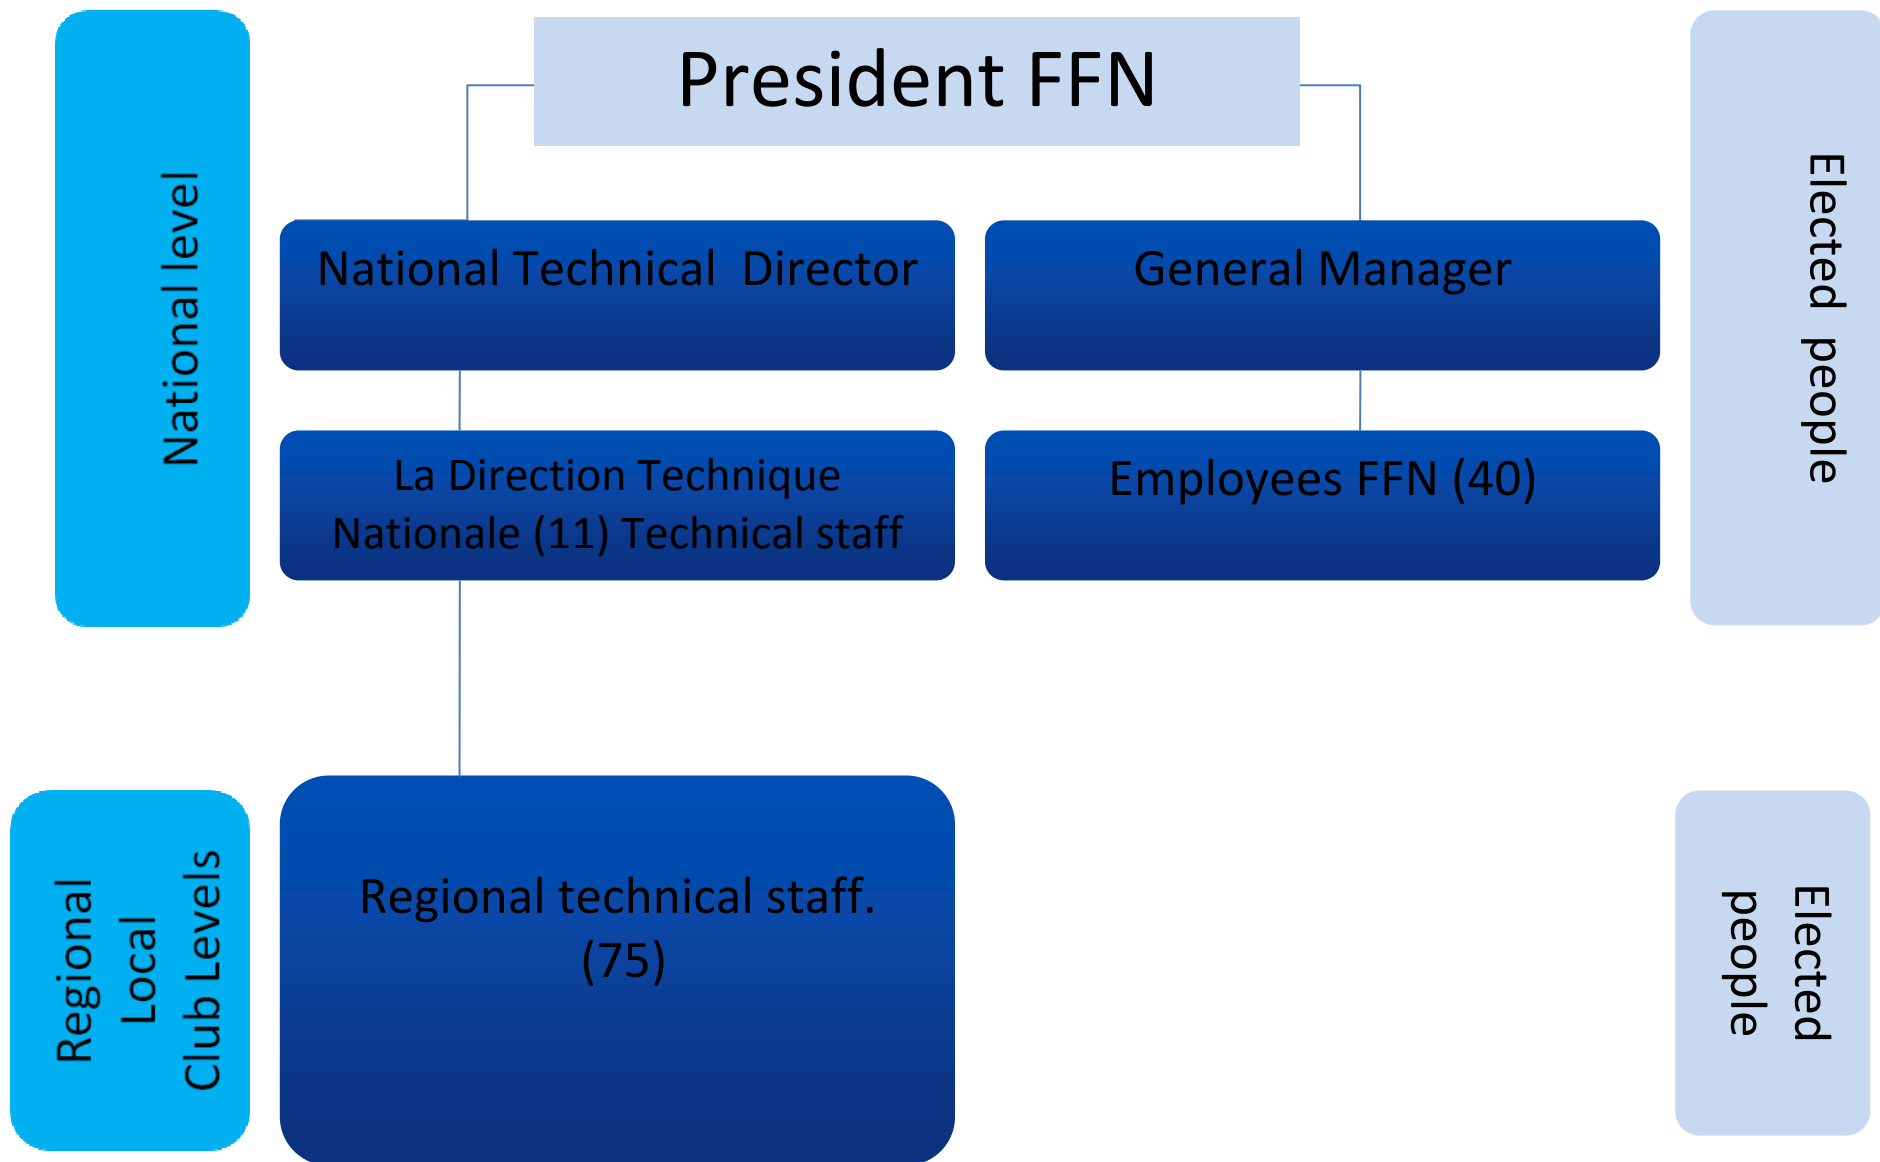 President FFN
National level
National Technical  Director
General Manager
Elected  people
La Direction Technique
Nationale (11) Technical staff
Employees FFN (40)
Regional
Local
Club Levels
Regional technical staff.
(75)
Elected
people